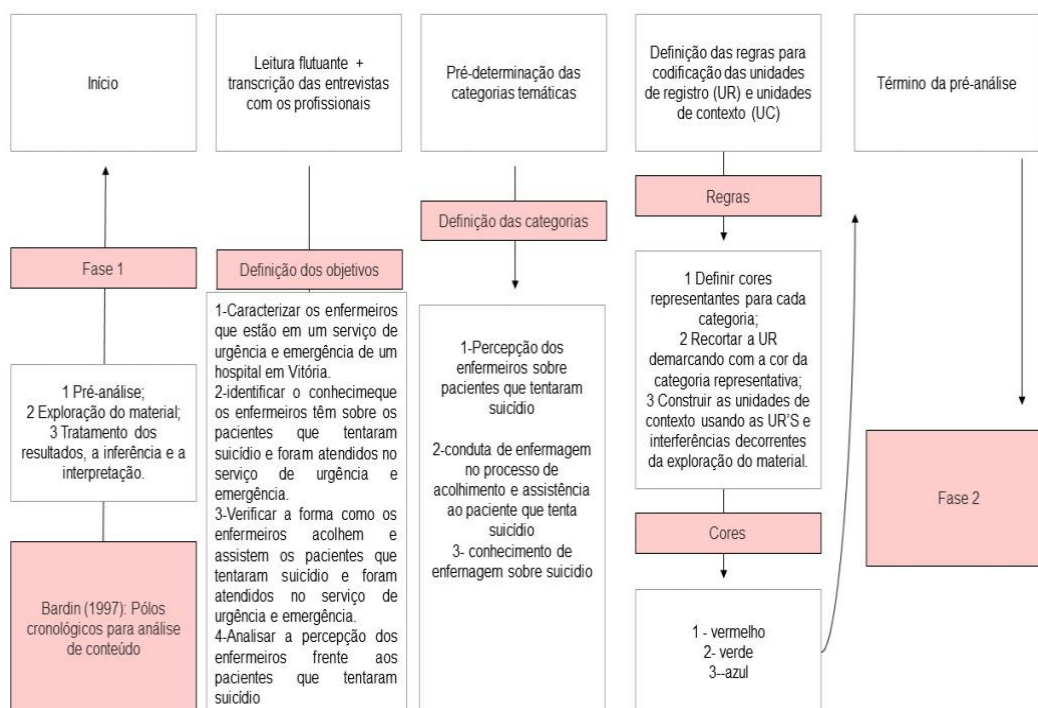 Início
Fase 1
1 Pré-análise;
2 Exploração do material;
3 Tratamento dos
resultados, a inferência e a
interpretação.
Bardin (1997): Pólos
cronológicos para análise
de conteúdo
Leitura flutuante +
transcrição das entrevistas
com os profissionais
Definição dos objetivos
1-Caracterizar os enfermeiros
que estão em um serviço de
urgência e emergência de um
hospital em Vitória.
2-identificar o conhecimeque
os enfermeiros têm sobre os
pacientes que tentaram
suicídio e foram atendidos no
serviço de urgência e
emergência.
3-Verificar a forma como os
enfermeiros acolhem e
assistem os pacientes que
tentaram suicídio e foram
atendidos no serviço de
urgência e emergência.
4-Analisar a percepção dos
enfermeiros frente aos
pacientes que tentaram
suicídio
Pré-determinação das
categorias temáticas
Definição das categorias
1-Percepção dos
enfermeiros sobre
pacientes que tentaram
suicídio
2-conduta de enfermagem
no processo de
acolhimento e assistência
ao paciente que tenta
suicídio
3- conhecimento de
enfernagem sobre suicidio
Definição das regras para
codificação das unidades
de registro (UR) e unidades
de contexto (UC)
Regras
1 Definir cores
representantes para cada
categoria;
2 Recortar a UR
demarcando com a cor da
categoria representativa;
3 Construir as unidades de
contexto usando as UR'S e
interferências decorrentes
da exploração do material.
Cores
1 - vermelho
2- verde
3--azul
Término da pré-análise
Fase 2